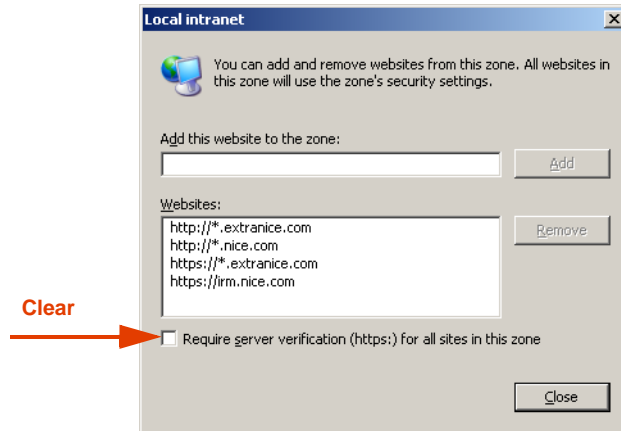 Local intranet
You can add and remove websites from this zone. All websites in
this zone will use the zone's security settings.
Add this website to the zone:
Add
Websites:
http://*.extranice.com
http://*.nice.com
https://*.extranice.com
https://irm.nice.com
Remove
Clear
Require server verification (https:) for all sites in this zone
Close